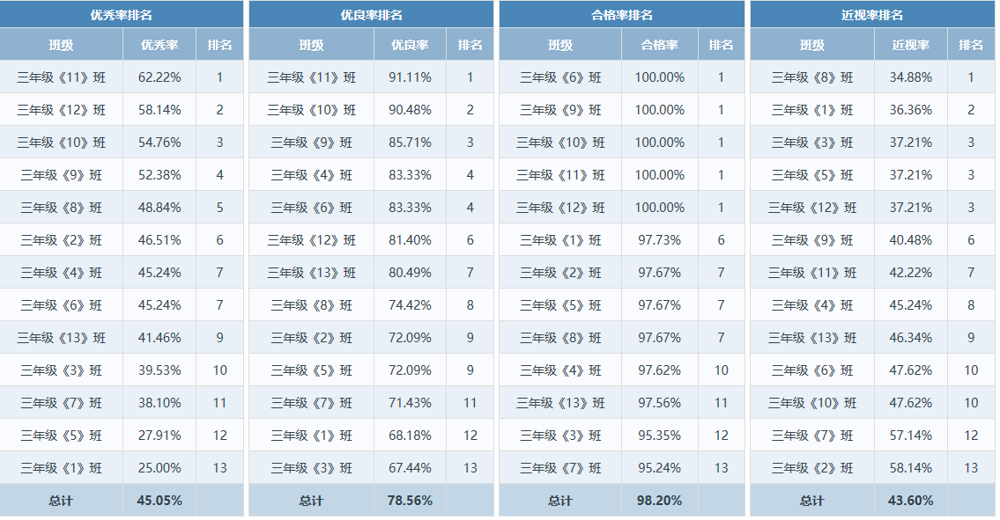 优秀率排名 优良率排名 合格率排名 近视率排名
班级 优秀率 排名 班级 优良率 排名 班级 合格率 排名 班级 近视率 排名
三年级《11》班 62.22% 1 三年级《11》班 91.11% 1 三年级《6》班 100.00% 1 三年级《8》班 34.88% 1
三年级《12》班 58.14% 2 三年级《10》班 90.48% 2 三年级《9》班 100.00% 1 三年级《1》班 36.36% 2
三年级《10》班 54.76% 3 三年级《9》班 85.71% 3 三年级《10》班 100.00% 1 三年级《3》班 37.21% 3
三年级《9》班 52.38% 4 三年级《4》班 83.33% 4 三年级《11》班 100.00% 1 三年级《5》班 37.21% 3
三年级《8》班 48.84% 5 三年级《6》班 83.33% 4 三年级《12》班 100.00% 1 三年级《12》班 37.21% 3
三年级《2》班 46.51% 6 三年级《12》班 81.40% 6 三年级《1》班 97.73% 6 三年级《9》班 40.48% 6
三年级《4》班 45.24% 7 三年级《13》班 80.49% 7 三年级《2》班 97.67% 7 三年级《11》班 42.22% 7
三年级《6》班 45.24% 7 三年级《8》班 74.42% 8 三年级《5》班 97.67% 7 三年级《4》班 45.24% 8
三年级《13》班 41.46% 9 三年级《2》班 72.09% 9 三年级《8》班 97.67% 7 三年级《13》班 46.34% 9
三年级《3》班 39.53% 10 三年级《5》班 72.09% 9 三年级《4》班 97.62% 10 三年级《6》班 47.62% 10
三年级《7》班 38.10% 11 三年级《7》班 71.43% 11 三年级《13》班 97.56% 11 三年级《10》班 47.62% 10
三年级《5》班 27.91% 12 三年级《1》班 68.18% 12 三年级《3》班 95.35% 12 三年级《7》班 57.14% 12
三年级《1》班 25.00% 13 三年级《3》班 67.44% 13 三年级《7》班 95.24% 13 三年级《2》班 58.14% 13
总计 45.05% 总计 78.56% 总计 98.20% 总计 43.60%